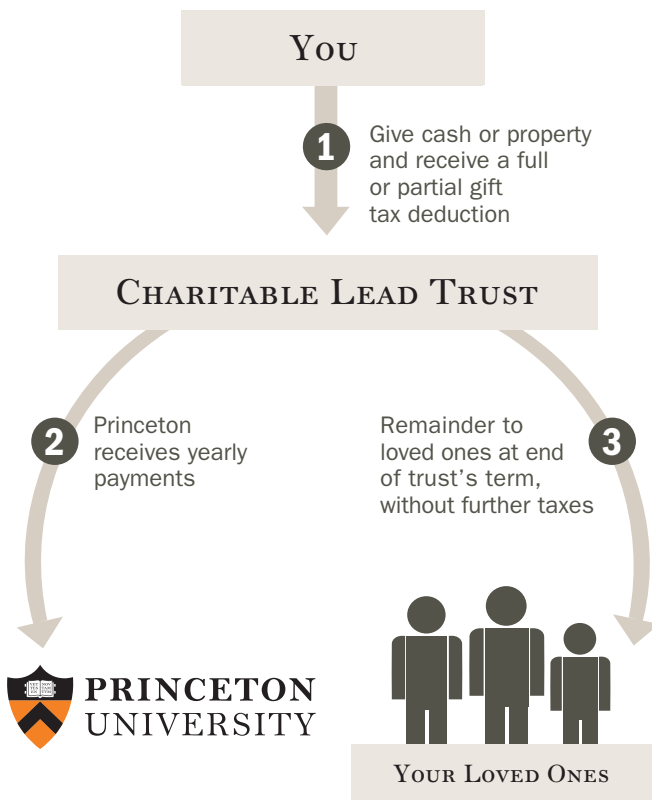 You
1
Give cash or property
and receive a full
or partial gift
tax deduction
Charitable Lead Trust
2
Princeton
receives yearly
payments
Remainder to
loved ones at end
of trust’s term,
without further taxes
3
PRINCETON
UNIVERSITY
Your Loved Ones